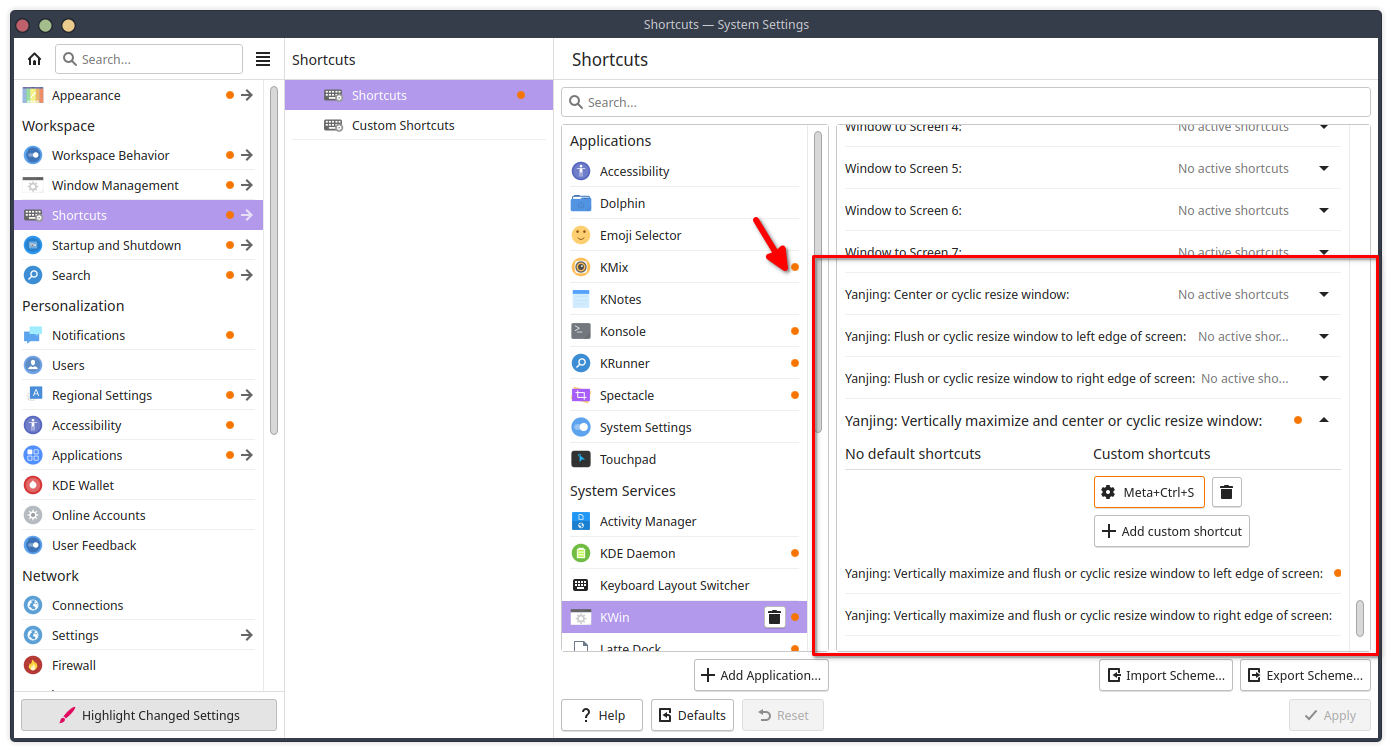 Shortcuts — System Settings
Search...
Appearance
Workspace
Workspace Behavior
Window Management
Shortcuts
Startup and Shutdown
Search
Personalization
Notifications
Users
Regional Settings
Accessibility
Applications
KDE Wallet
Online Accounts
User Feedback
Network
Connections
Settings
Firewall
Highlight Changed Settings
Shortcuts
Shortcuts
Custom Shortcuts
Shortcuts
Search...
Applications
Accessibility
Dolphin
Emoji Selector
KMix
KNotes
Konsole
KRunner
Spectacle
System Settings
Touchpad
System Services
Activity Manager
KDE Daemon
Keyboard Layout Switcher
KWin
Latte Dock
Add Application...
Window to Screen 4: No active shortcuts
Window to Screen 5: No active shortcuts
Window to Screen 6: No active shortcuts
Window to Screen 7: No active shortcuts
Yanjing: Center or cyclic resize window: No active shortcuts
Yanjing: Flush or cyclic resize window to left edge of screen: No active shor...
Yanjing: Flush or cyclic resize window to right edge of screen: No active sho...
Yanjing: Vertically maximize and center or cyclic resize window:
No default shortcuts Custom shortcuts
Meta+Ctrl+S
Add custom shortcut
Yanjing: Vertically maximize and flush or cyclic resize window to left edge of screen:
Yanjing: Vertically maximize and flush or cyclic resize window to right edge of screen:
Import Scheme... Export Scheme...
? Help Defaults Reset Apply